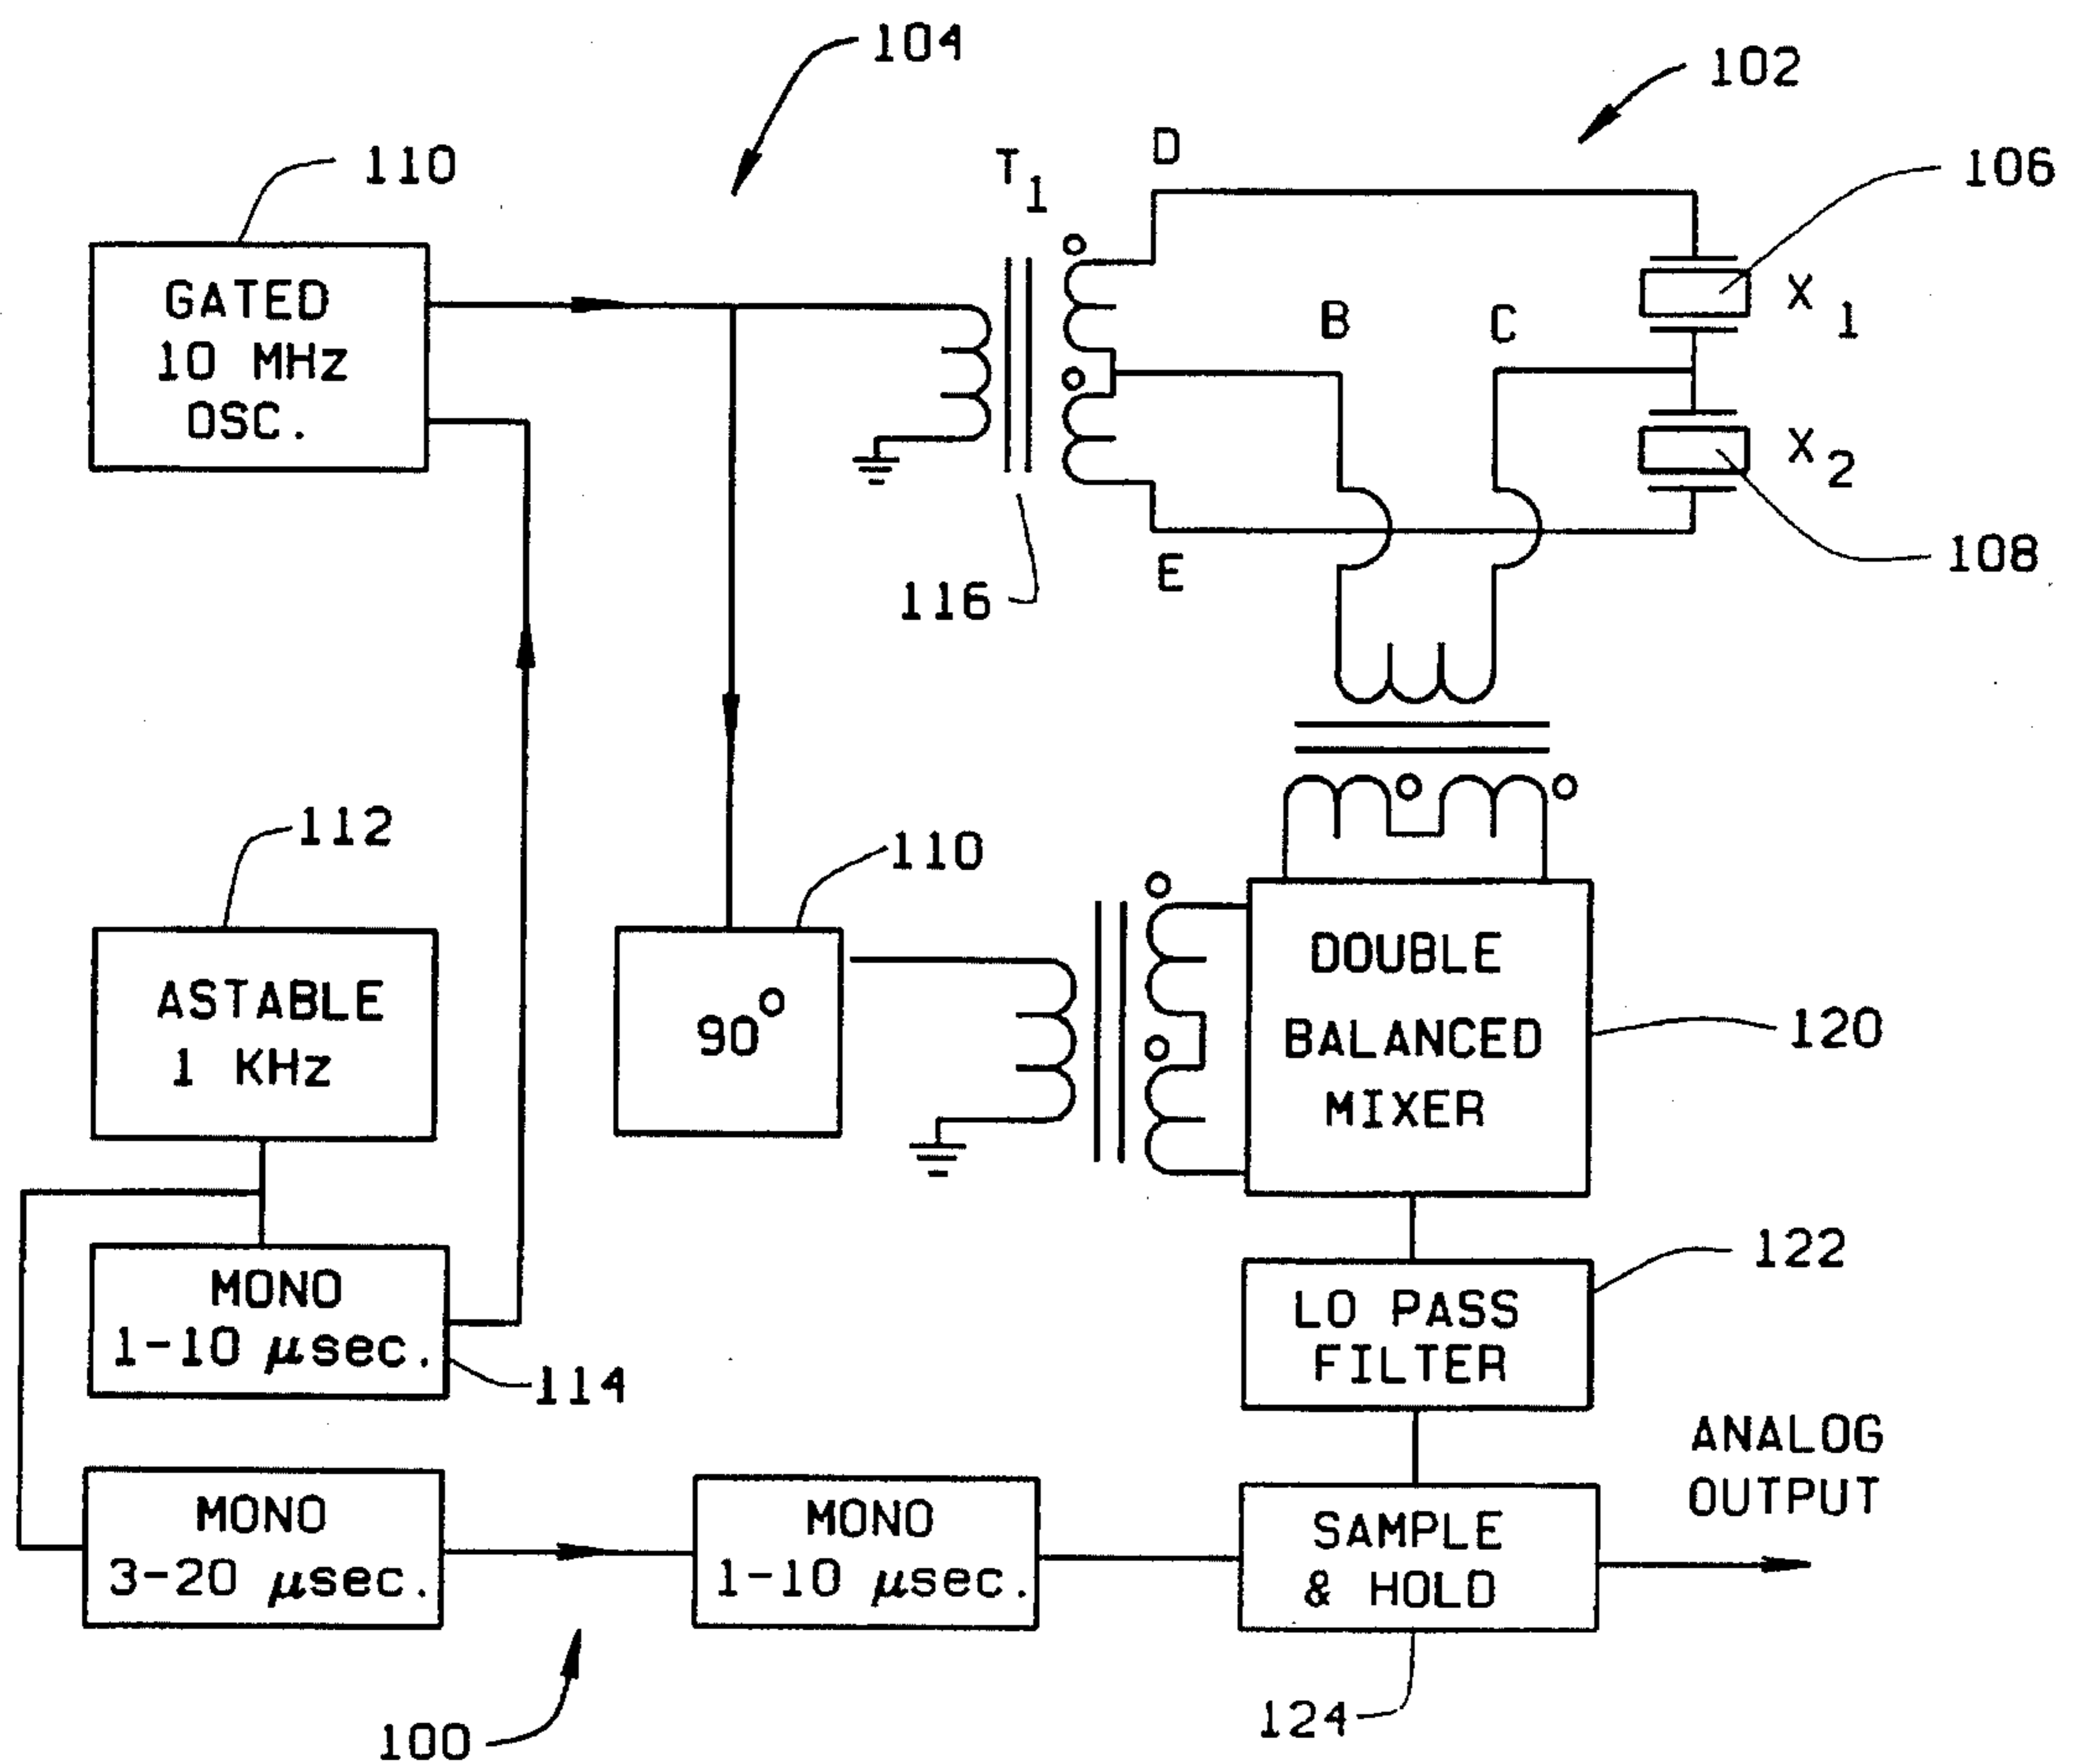 104
102
110
T1
D
106
GATED
10 MHz
OSC.
B
C
X1
X2
116
E
108
112
110
ASTABLE
1 KHz
90°
DOUBLE
BALANCED
MIXER
120
MONO
1-10 μsec.
114
122
LO PASS
FILTER
ANALOG
OUTPUT
MONO
3-20 μsec.
MONO
1-10 μsec.
SAMPLE
& HOLD
100
124